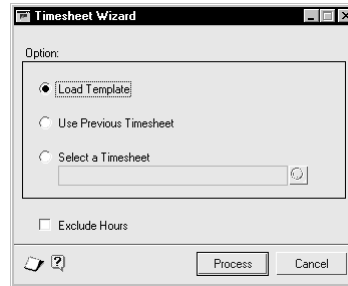 Timesheet Wizard
Option:
Load Template
Use Previous Timesheet
Select a Timesheet
Exclude Hours
Process Cancel